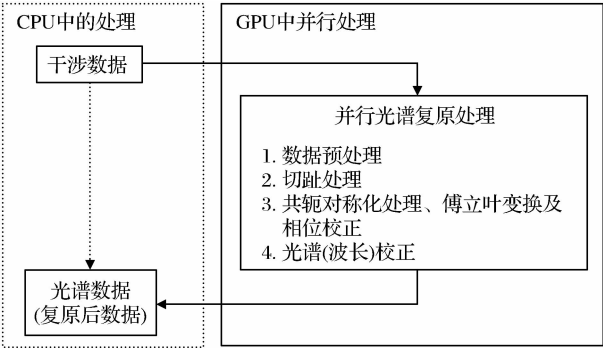 CPU中的处理
GPU中并行处理
干涉数据
并行光谱复原处理
1. 数据预处理
2. 切趾处理
3. 共轭对称化处理、傅立叶变换及
相位校正
4. 光谱(波长)校正
光谱数据
(复原后数据)